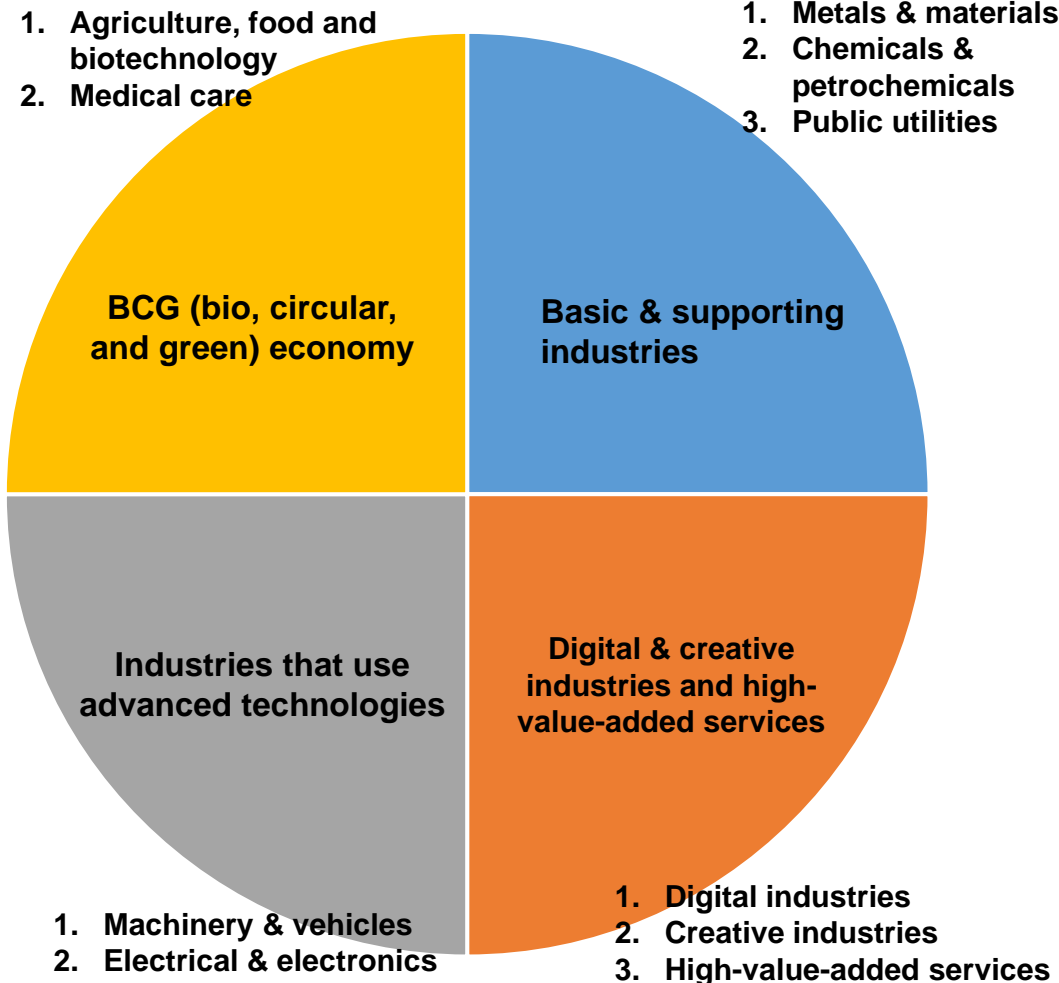 1. Agriculture, food and
biotechnology
2. Medical care
1. Metals & materials
2. Chemicals &
petrochemicals
3. Public utilities
BCG (bio, circular,
and green) economy
Basic & supporting
industries
Industries that use
advanced technologies
Digital & creative
industries and high-
value-added services
1. Machinery & vehicles
2. Electrical & electronics
1. Digital industries
2. Creative industries
3. High-value-added services